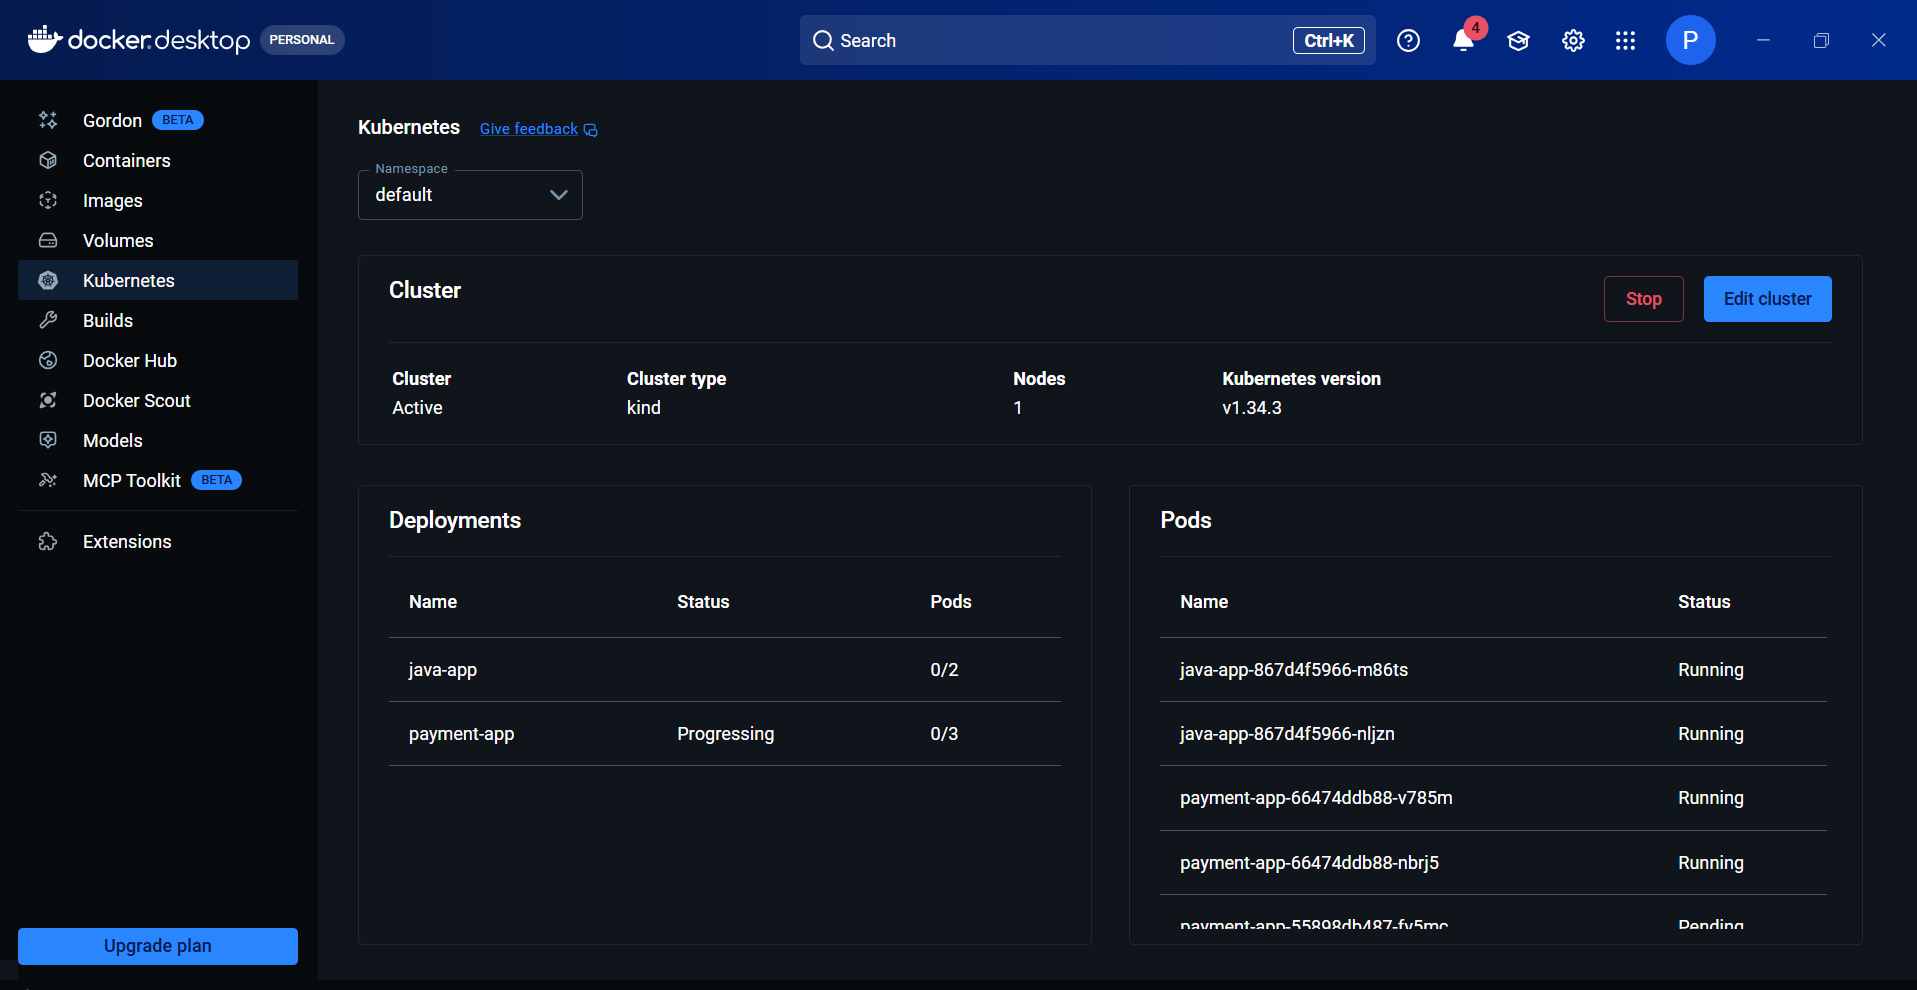 docker.desktop PERSONAL
Search Ctrl+K
4
P
Gordon BETA
Containers
Images
Volumes
Kubernetes
Builds
Docker Hub
Docker Scout
Models
MCP Toolkit BETA
Extensions
Upgrade plan
Kubernetes Give feedback
Namespace
default
Cluster
Stop Edit cluster
Cluster Cluster type Nodes Kubernetes version
Active kind 1 v1.34.3
Deployments
Name Status Pods
java-app 0/2
payment-app Progressing 0/3
Pods
Name Status
java-app-867d4f5966-m86ts Running
java-app-867d4f5966-nljzn Running
payment-app-66474ddb88-v785m Running
payment-app-66474ddb88-nbrj5 Running
Pending